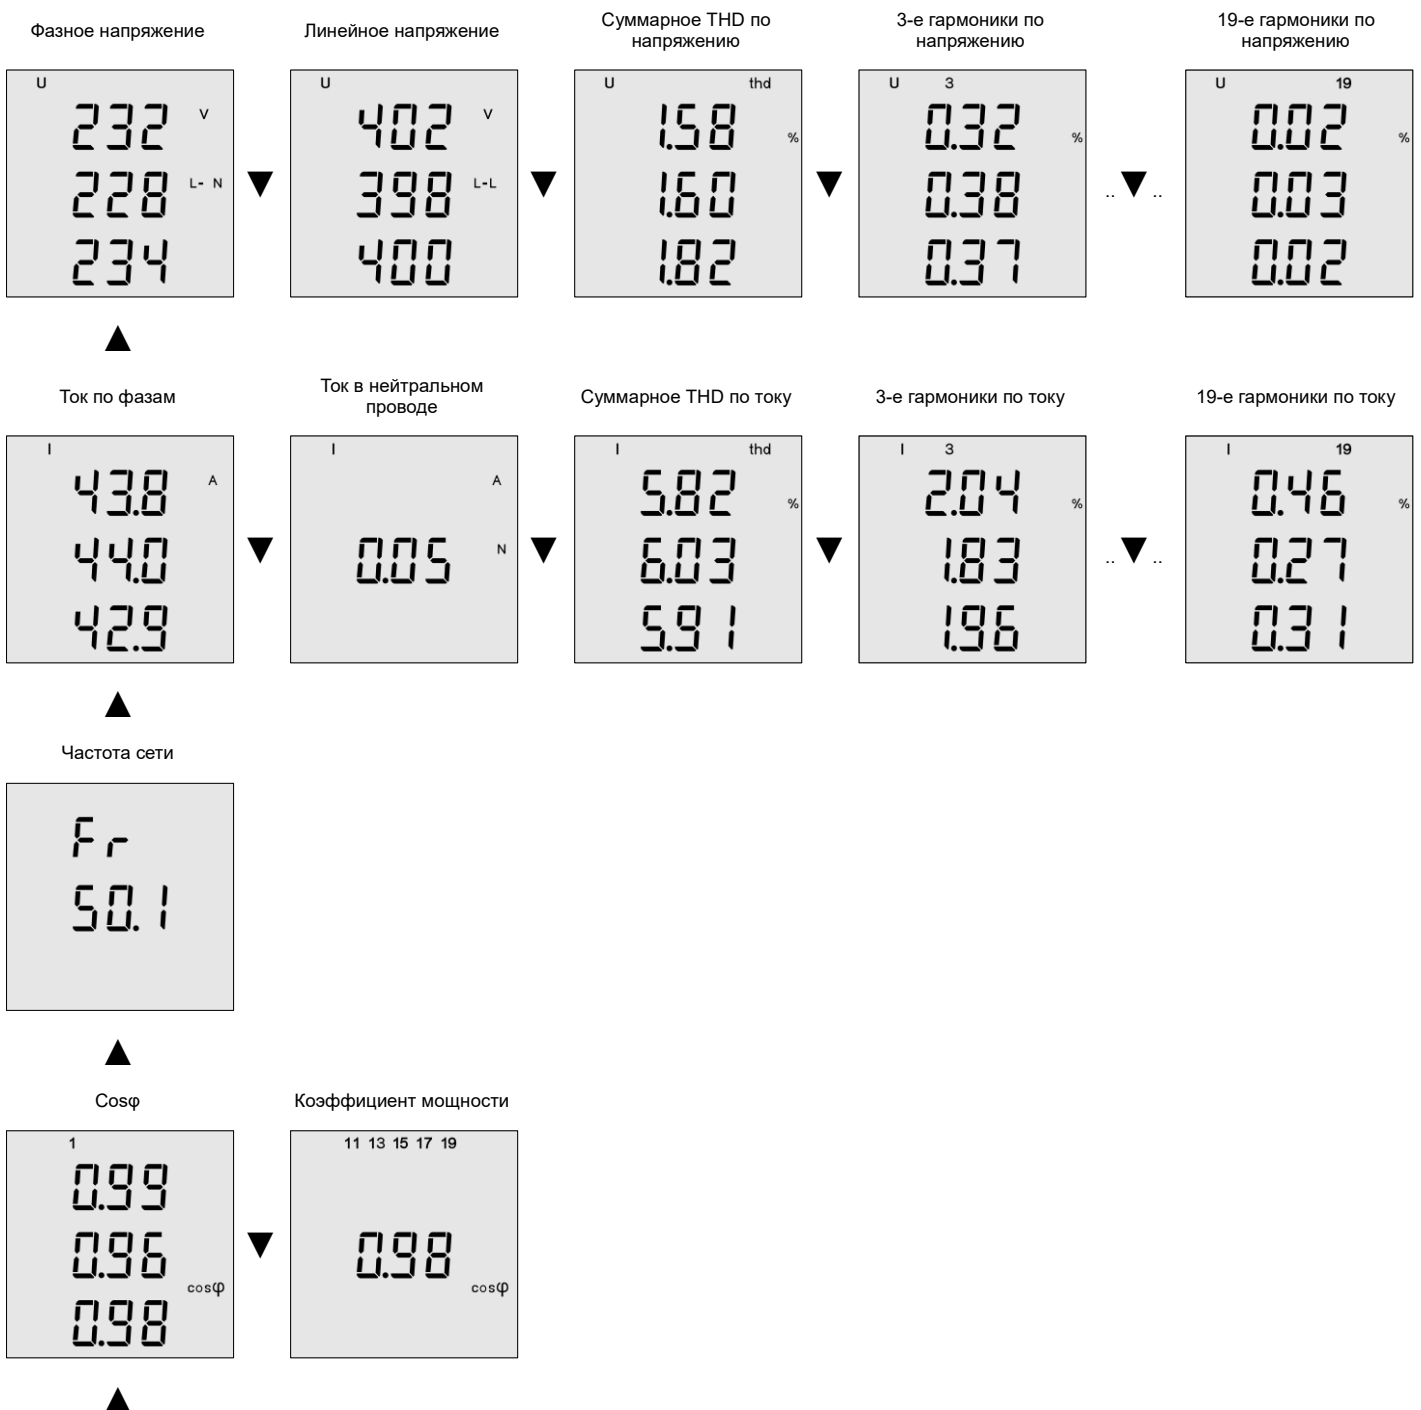 Фазное напряжение
Линейное напряжение
Суммарное THD по
напряжению
3-е гармоники по
напряжению
19-е гармоники по
напряжению
U
232 V
228 L- N
234
U
402 V
398 L-L
400
U thd
1.58 %
1.60
1.82
U 3
0.32 %
0.38
0.37
.. ..
U 19
0.02 %
0.03
0.02
Ток по фазам
Ток в нейтральном
проводе
Суммарное THD по току
3-е гармоники по току
19-е гармоники по току
I
43.8 A
44.0
42.9
I
A
0.05 N
I thd
5.82 %
6.03
5.91
I 3
2.04 %
1.83
1.96
.. ..
I 19
0.46 %
0.27
0.31
Частота сети
Fr
50.1
Cosφ
Коэффициент мощности
1
0.99
0.96
cosφ
0.98
11 13 15 17 19
0.98
cosφ